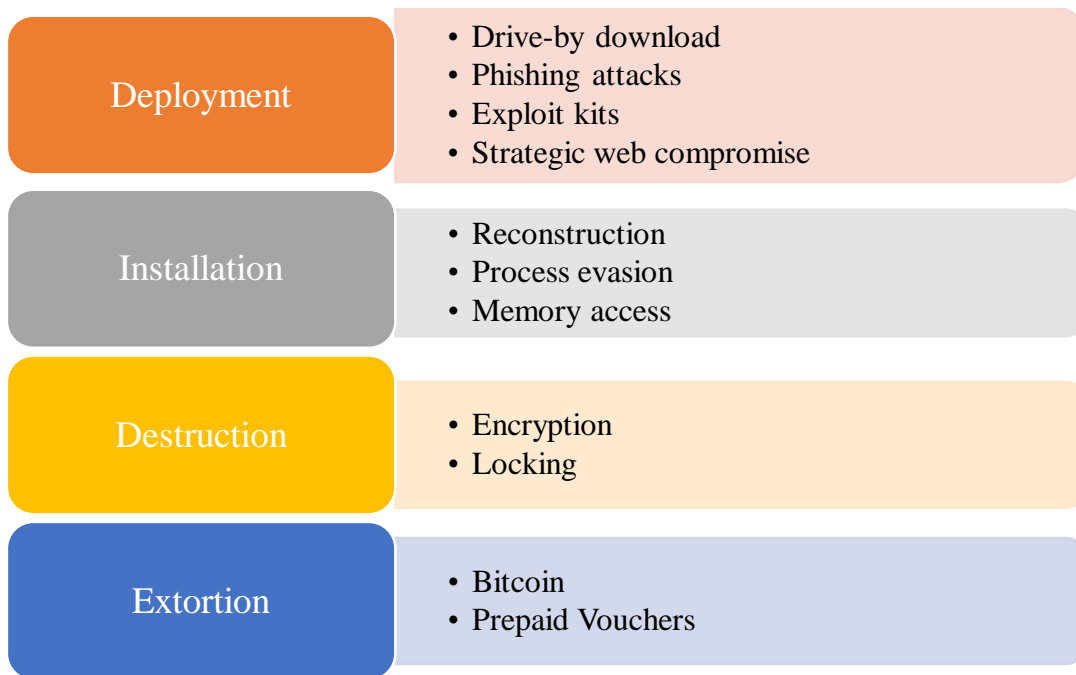 Deployment
• Drive-by download
• Phishing attacks
• Exploit kits
• Strategic web compromise
Installation
• Reconstruction
• Process evasion
• Memory access
Destruction
• Encryption
• Locking
Extortion
• Bitcoin
• Prepaid Vouchers